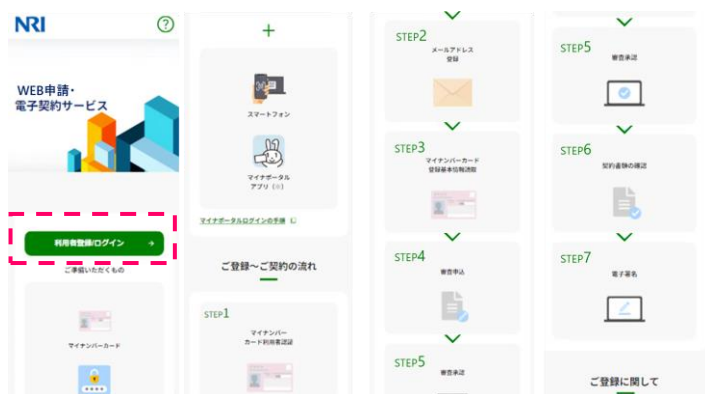 NRI
?
WEB申請・
電子契約サービス
利用者登録/ログイン →
ご準備いただくもの
マイナンバーカード
+
スマートフォン
マイナポータル
アプリ（※）
マイナポータルログインの手順
ご登録～ご契約の流れ
STEP1
マイナンバー
カード利用者認証
STEP2
メールアドレス
登録
STEP3
マイナンバーカード
登録基本情報読取
STEP4
審査申込
STEP5
審査承認
STEP5
審査承認
STEP6
契約書類の確認
STEP7
電子署名
ご登録に関して